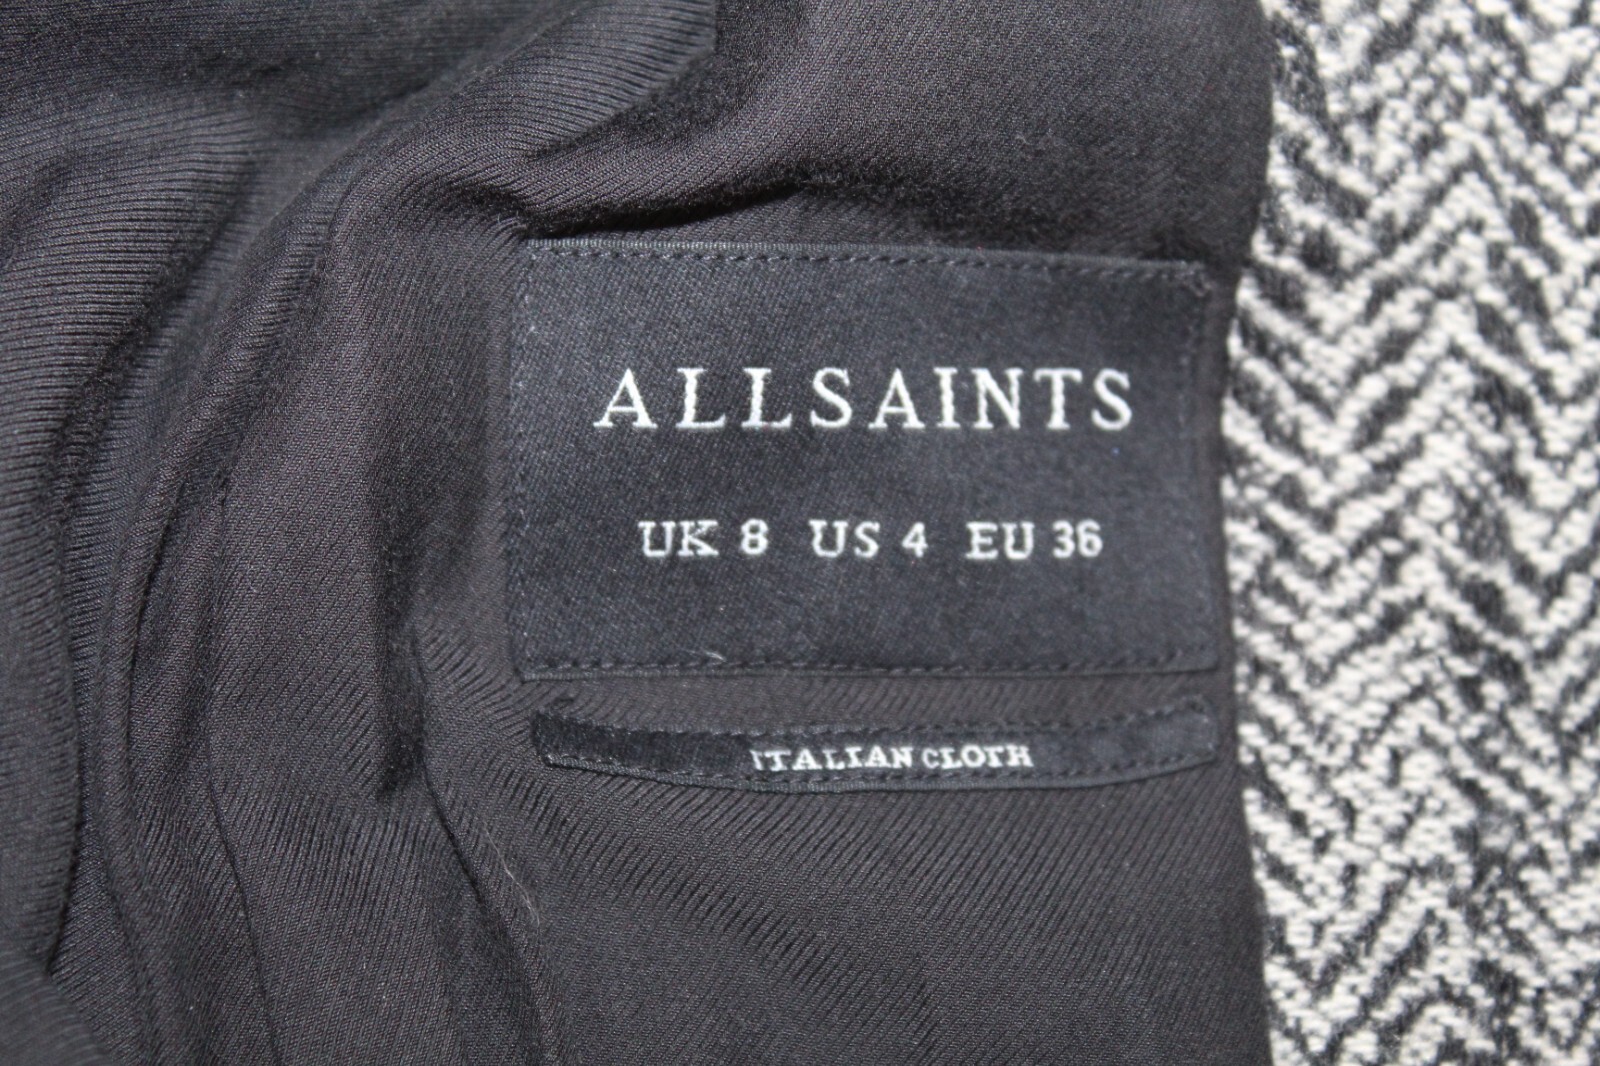 ALLSAINTS
UK 8 US 4 EU 36
ITALIAN CLOTH